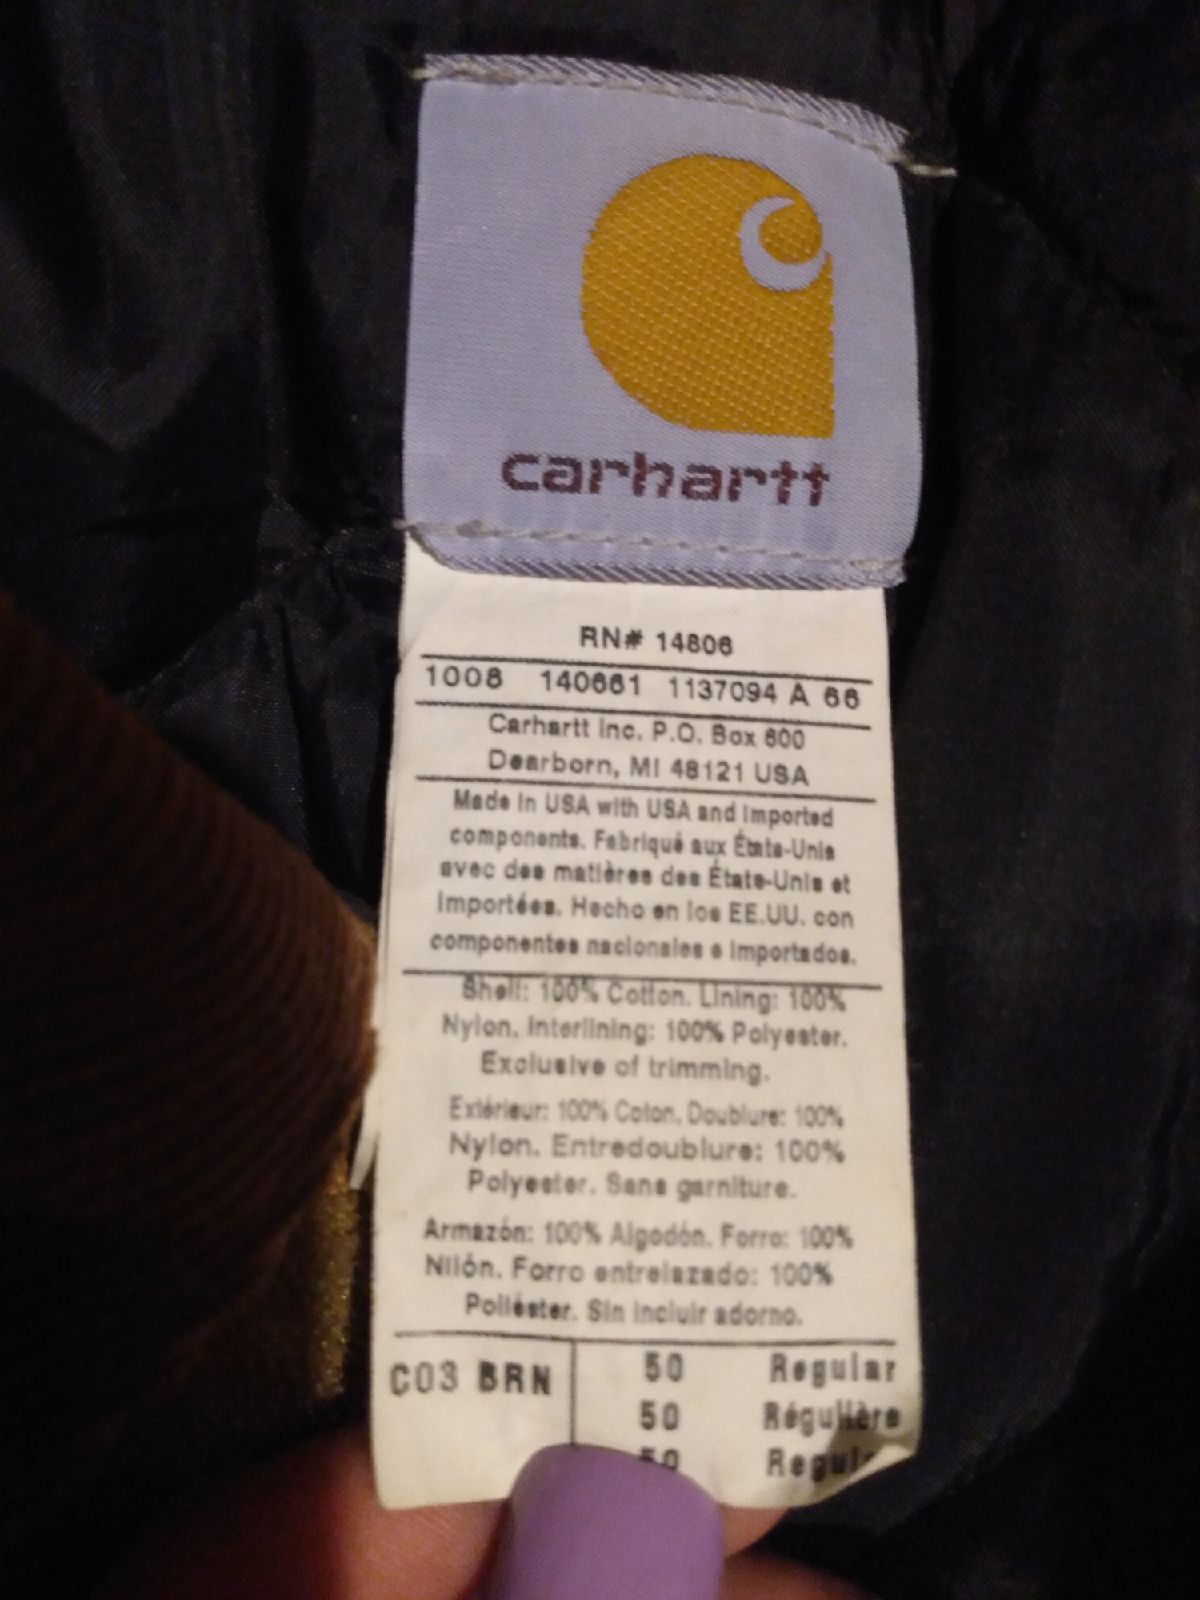 carhartt
RN# 14806
1008 140661 1137094 A 66
Carhartt Inc. P.O. Box 600
Dearborn, MI 48121 USA
Made in USA with USA and imported
components. Fabriqué aux États-Unis
avec des matières des États-Unis et
importées. Hecho en los EE.UU. con
componentes nacionales e importados.
Shell: 100% Cotton. Lining: 100%
Nylon. Interlining: 100% Polyester.
Exclusive of trimming.
Extérieur: 100% Coton. Doublure: 100%
Nylon. Entredoublure: 100%
Polyester. Sans garniture.
Armazón: 100% Algodón. Forro: 100%
Nilón. Forro entrelazado: 100%
Poliéster. Sin incluir adorno.
C03 BRN 50 Regular
50 Régulière
50